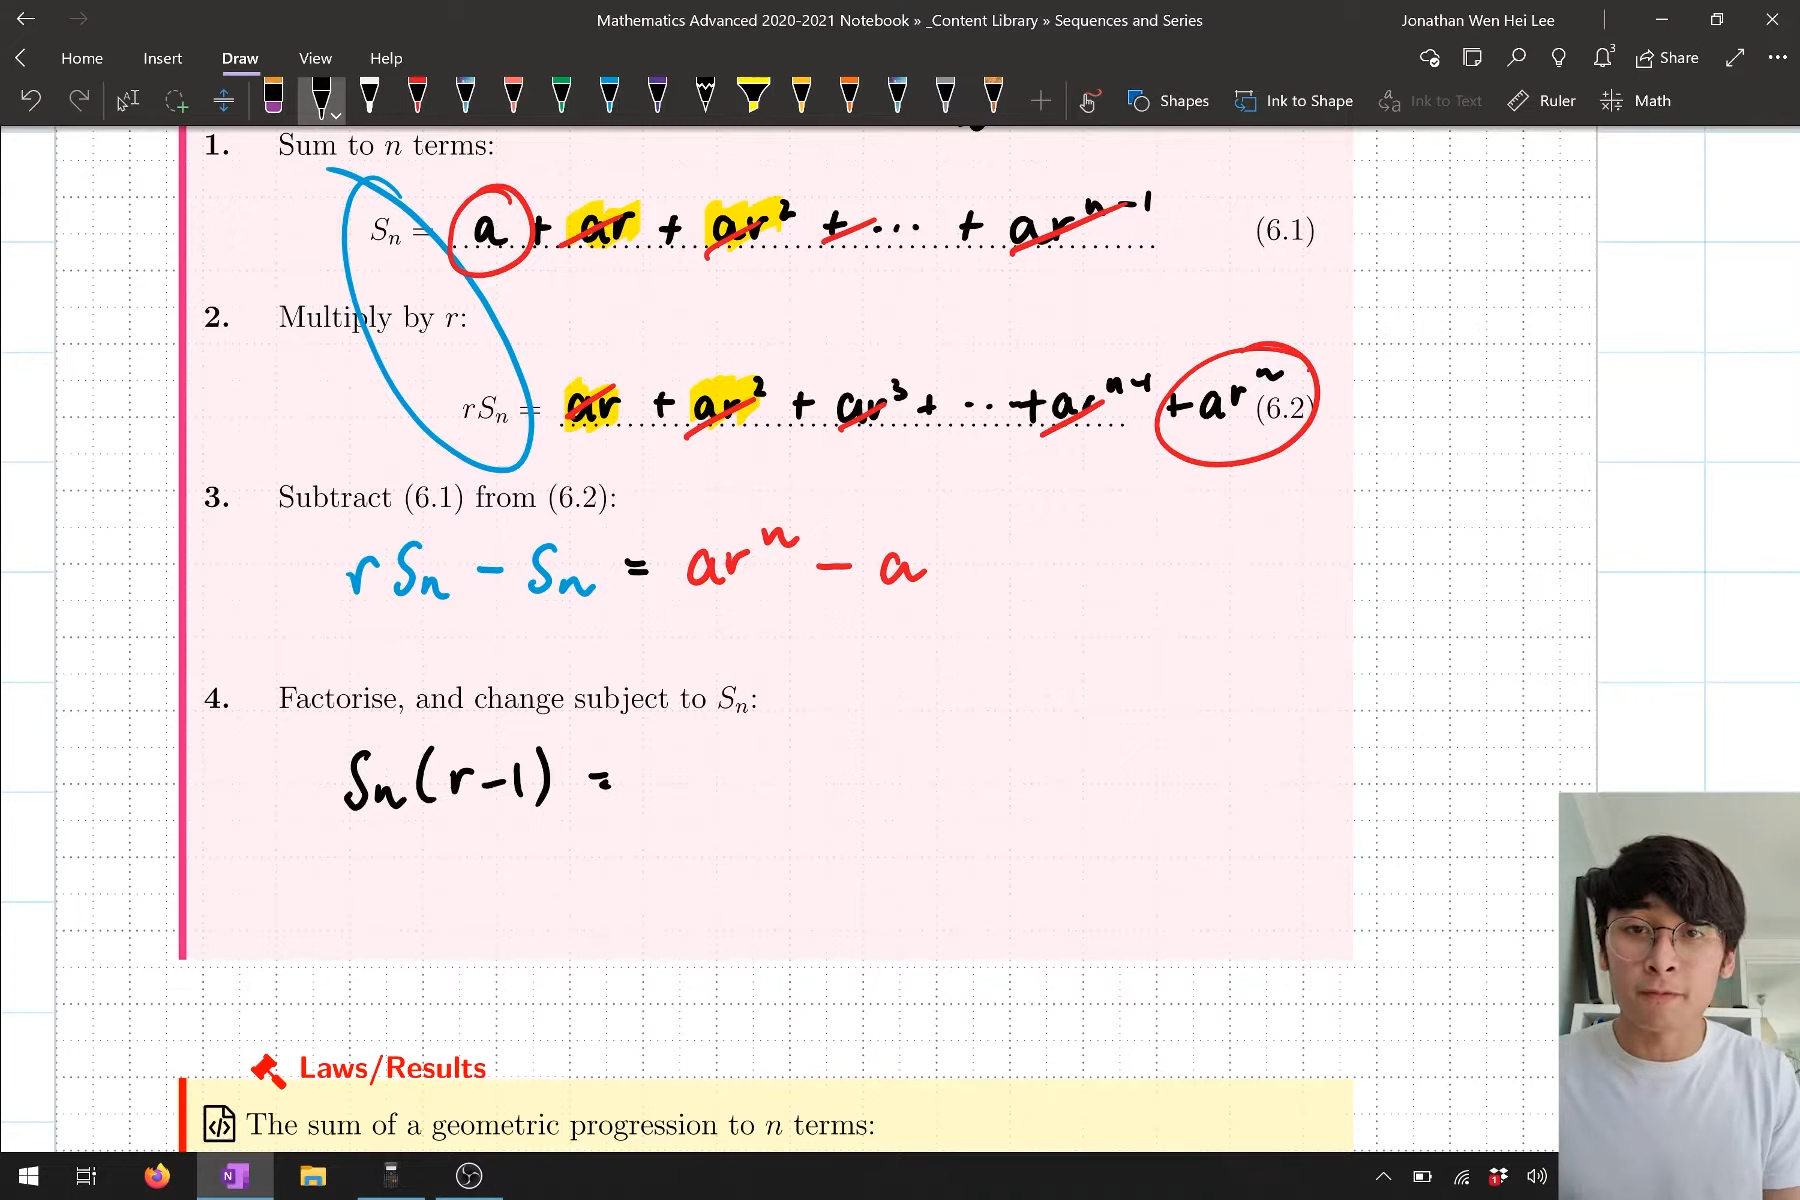 Mathematics Advanced 2020-2021 Notebook » _Content Library » Sequences and Series
Jonathan Wen Hei Lee
Home Insert Draw View Help
3
Share
Shapes Ink to Shape Ink to Text Ruler Math
1. Sum to n terms:
Sₙ = a + ar + ar² + ⋯ + arⁿ⁻¹ (6.1)
2. Multiply by r:
rSₙ = ar + ar² + ar³ + ⋯ + arⁿ⁻¹ + arⁿ (6.2)
3. Subtract (6.1) from (6.2):
rSₙ − Sₙ = arⁿ − a
4. Factorise, and change subject to Sₙ:
Sₙ(r−1) =
Laws/Results
</> The sum of a geometric progression to n terms:
N
1